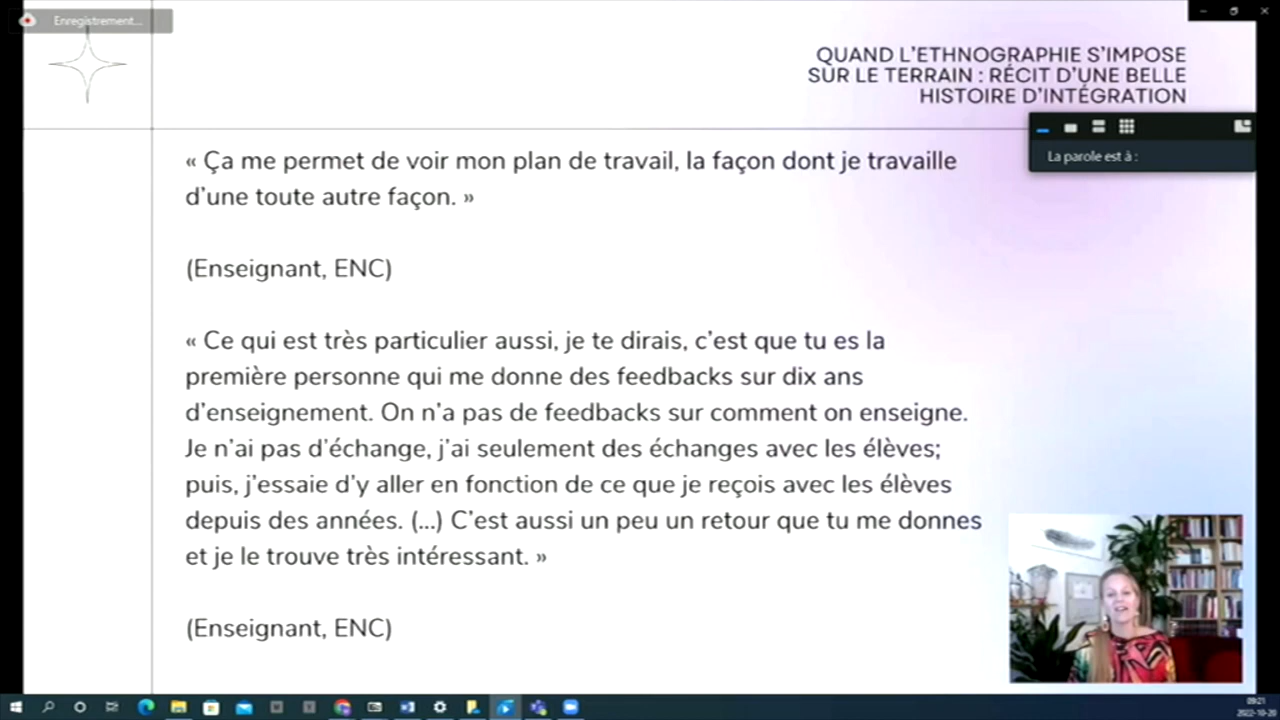 Enregistrement...
QUAND L'ETHNOGRAPHIE S'IMPOSE
SUR LE TERRAIN : RÉCIT D'UNE BELLE
HISTOIRE D'INTÉGRATION
La parole est à :
« Ça me permet de voir mon plan de travail, la façon dont je travaille
d'une toute autre façon. »
(Enseignant, ENC)
« Ce qui est très particulier aussi, je te dirais, c'est que tu es la
première personne qui me donne des feedbacks sur dix ans
d'enseignement. On n'a pas de feedbacks sur comment on enseigne.
Je n'ai pas d'échange, j'ai seulement des échanges avec les élèves;
puis, j'essaie d'y aller en fonction de ce que je reçois avec les élèves
depuis des années. (...) C'est aussi un peu un retour que tu me donnes
et je le trouve très intéressant. »
(Enseignant, ENC)
09:21
2022-10-20